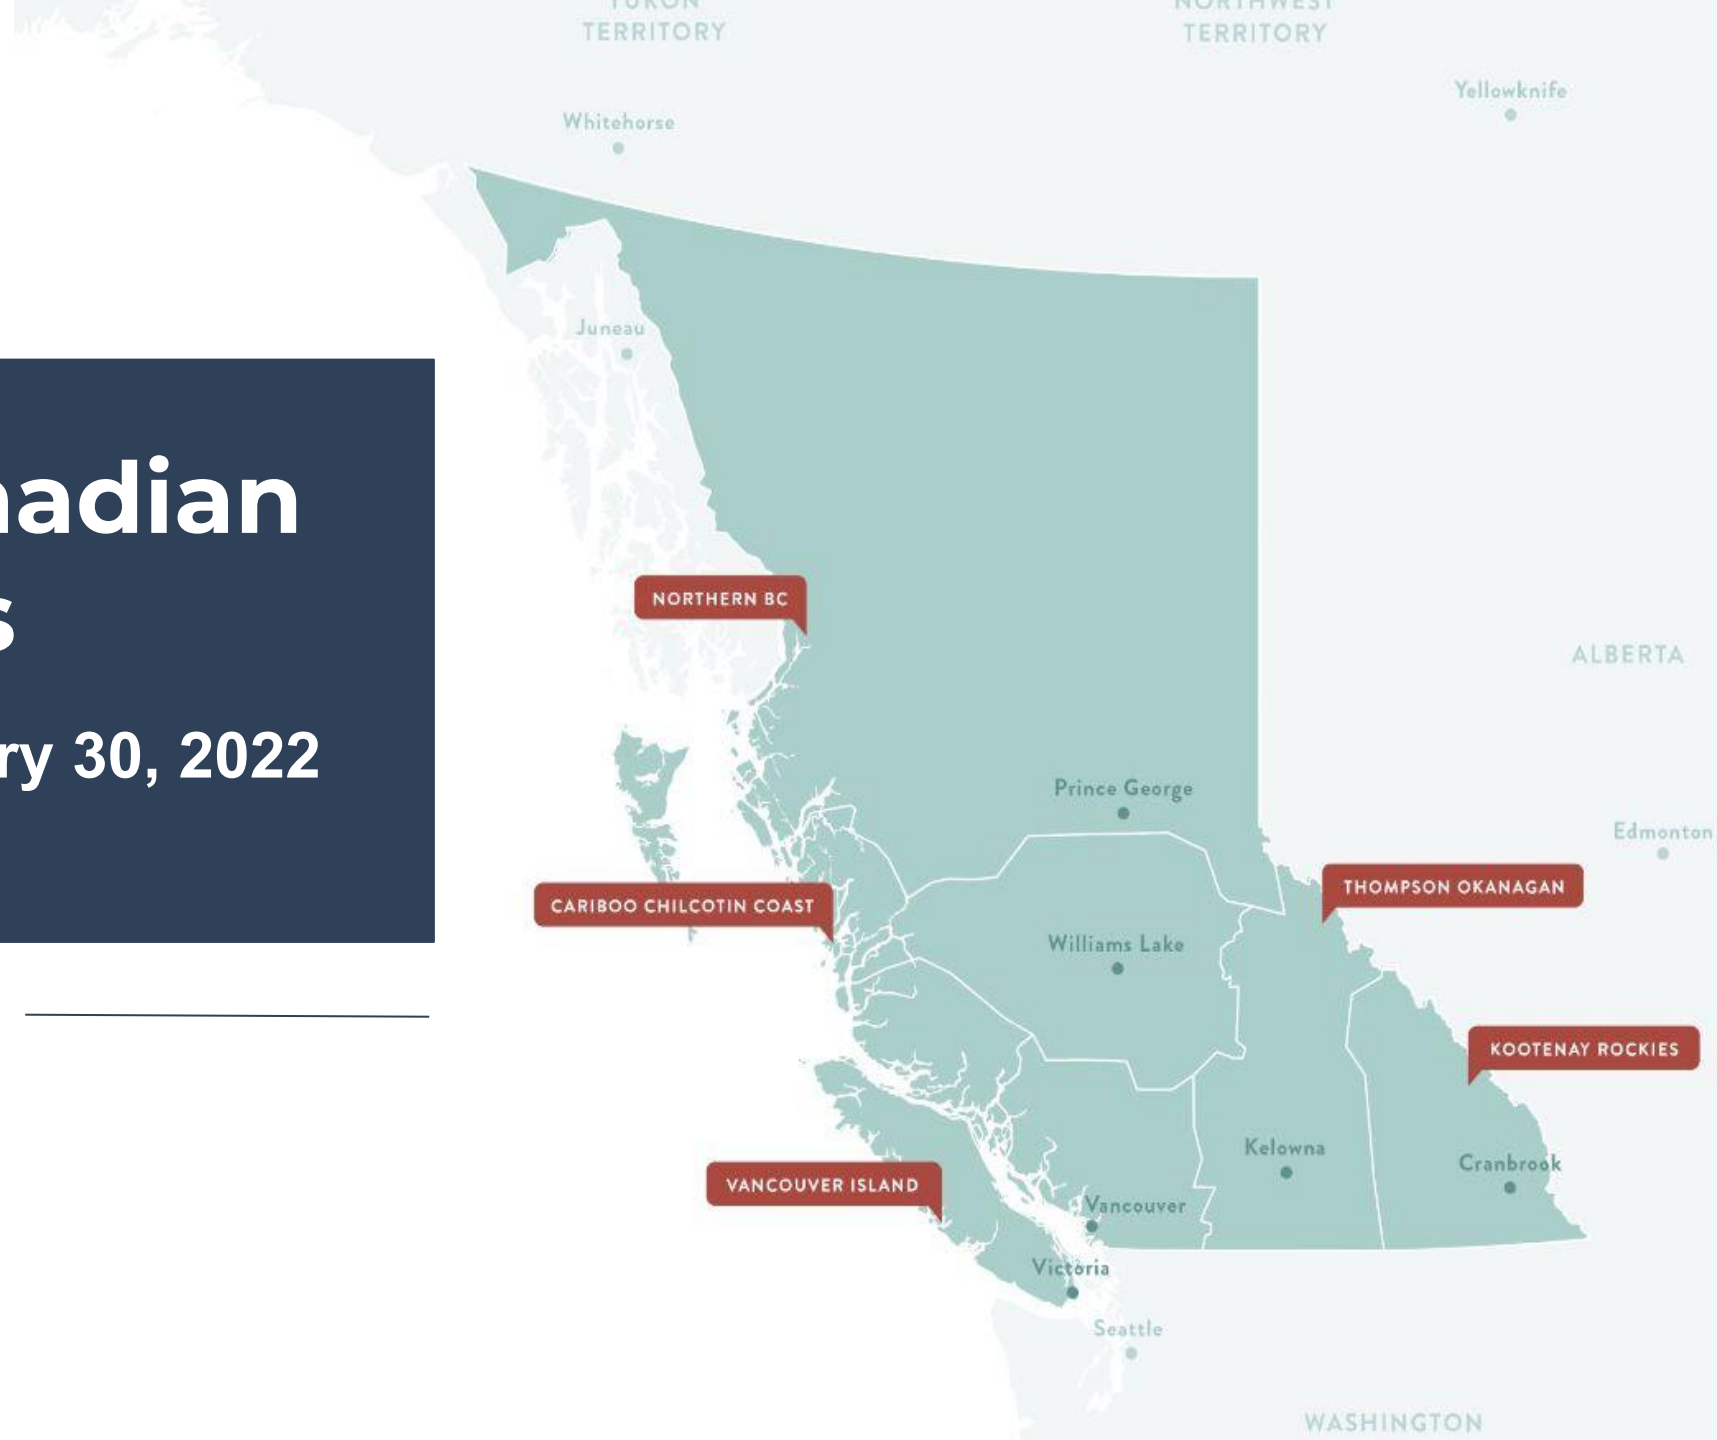 TERRITORY
TERRITORY
Yellowknife
Whitehorse
Juneau
nadian
s
NORTHERN BC
ALBERTA
ry 30, 2022
Prince George
Edmonton
THOMPSON OKANAGAN
CARIBOO CHILCOTIN COAST
Williams Lake
KOOTENAY ROCKIES
Kelowna
Cranbrook
VANCOUVER ISLAND
Vancouver
Victoria
Seattle
WASHINGTON